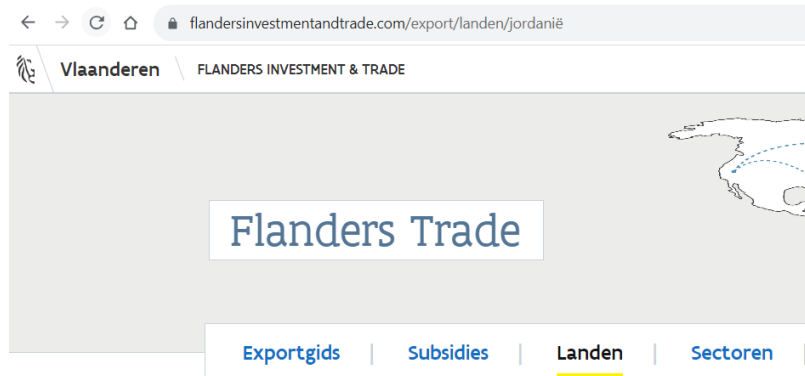 flandersinvestmentandtrade.com/export/landen/jordanië
Vlaanderen FLANDERS INVESTMENT & TRADE
Flanders Trade
Exportgids | Subsidies | Landen | Sectoren |